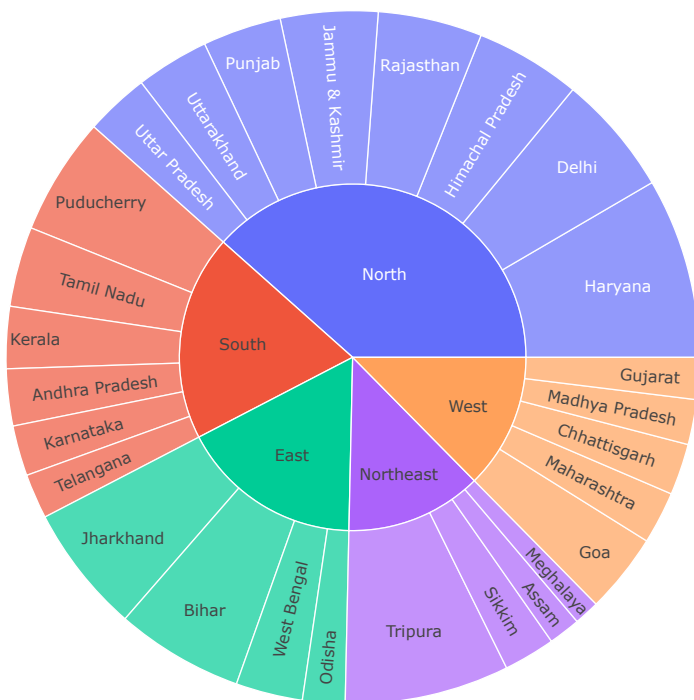 Jammu & Kashmir
Punjab
Rajasthan
Himachal Pradesh
Uttarakhand
Uttar Pradesh
Delhi
Puducherry
North
Haryana
Tamil Nadu
Kerala
South
Gujarat
Andhra Pradesh
West
Madhya Pradesh
Karnataka
Chhattisgarh
Telangana
East
Northeast
Maharashtra
Jharkhand
Goa
Meghalaya
Bihar
West Bengal
Odisha
Tripura
Sikkim
Assam